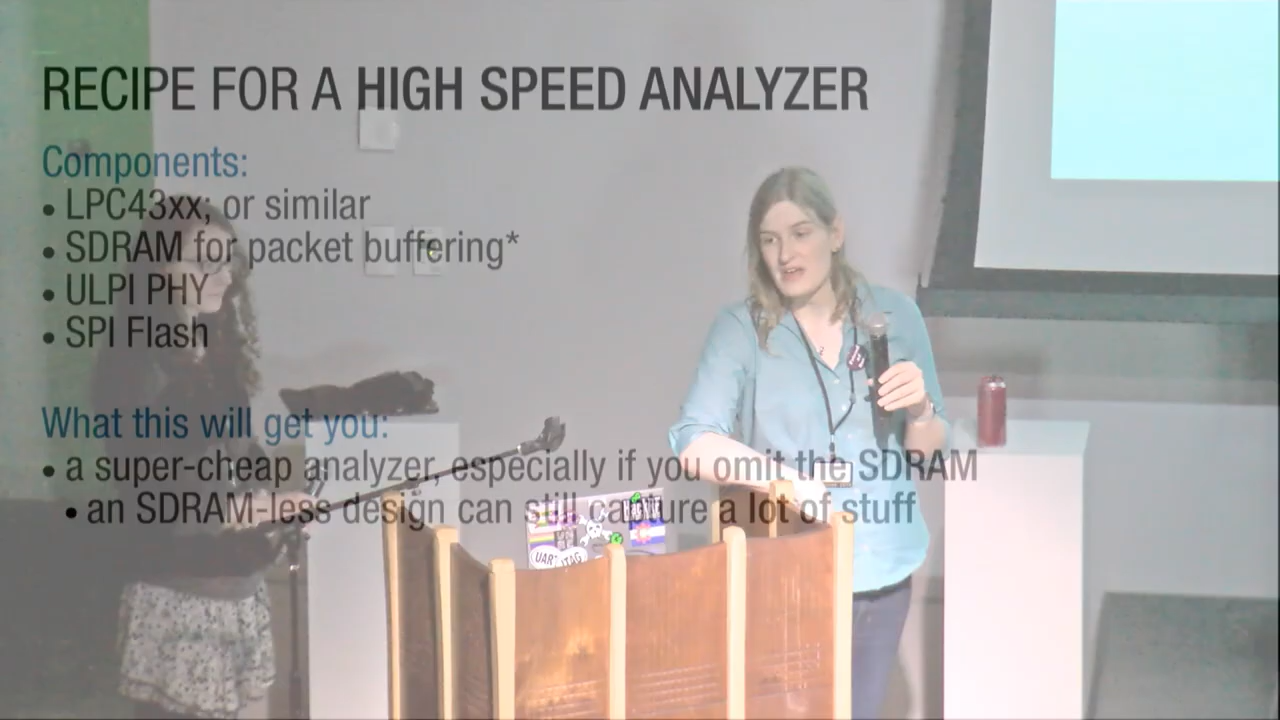 RECIPE FOR A HIGH SPEED ANALYZER
Components:
• LPC43xx; or similar
• SDRAM for packet buffering*
• ULPI PHY
• SPI Flash
What this will get you:
• a super-cheap analyzer, especially if you omit the SDRAM
• an SDRAM-less design can still capture a lot of stuff
UART JTAG